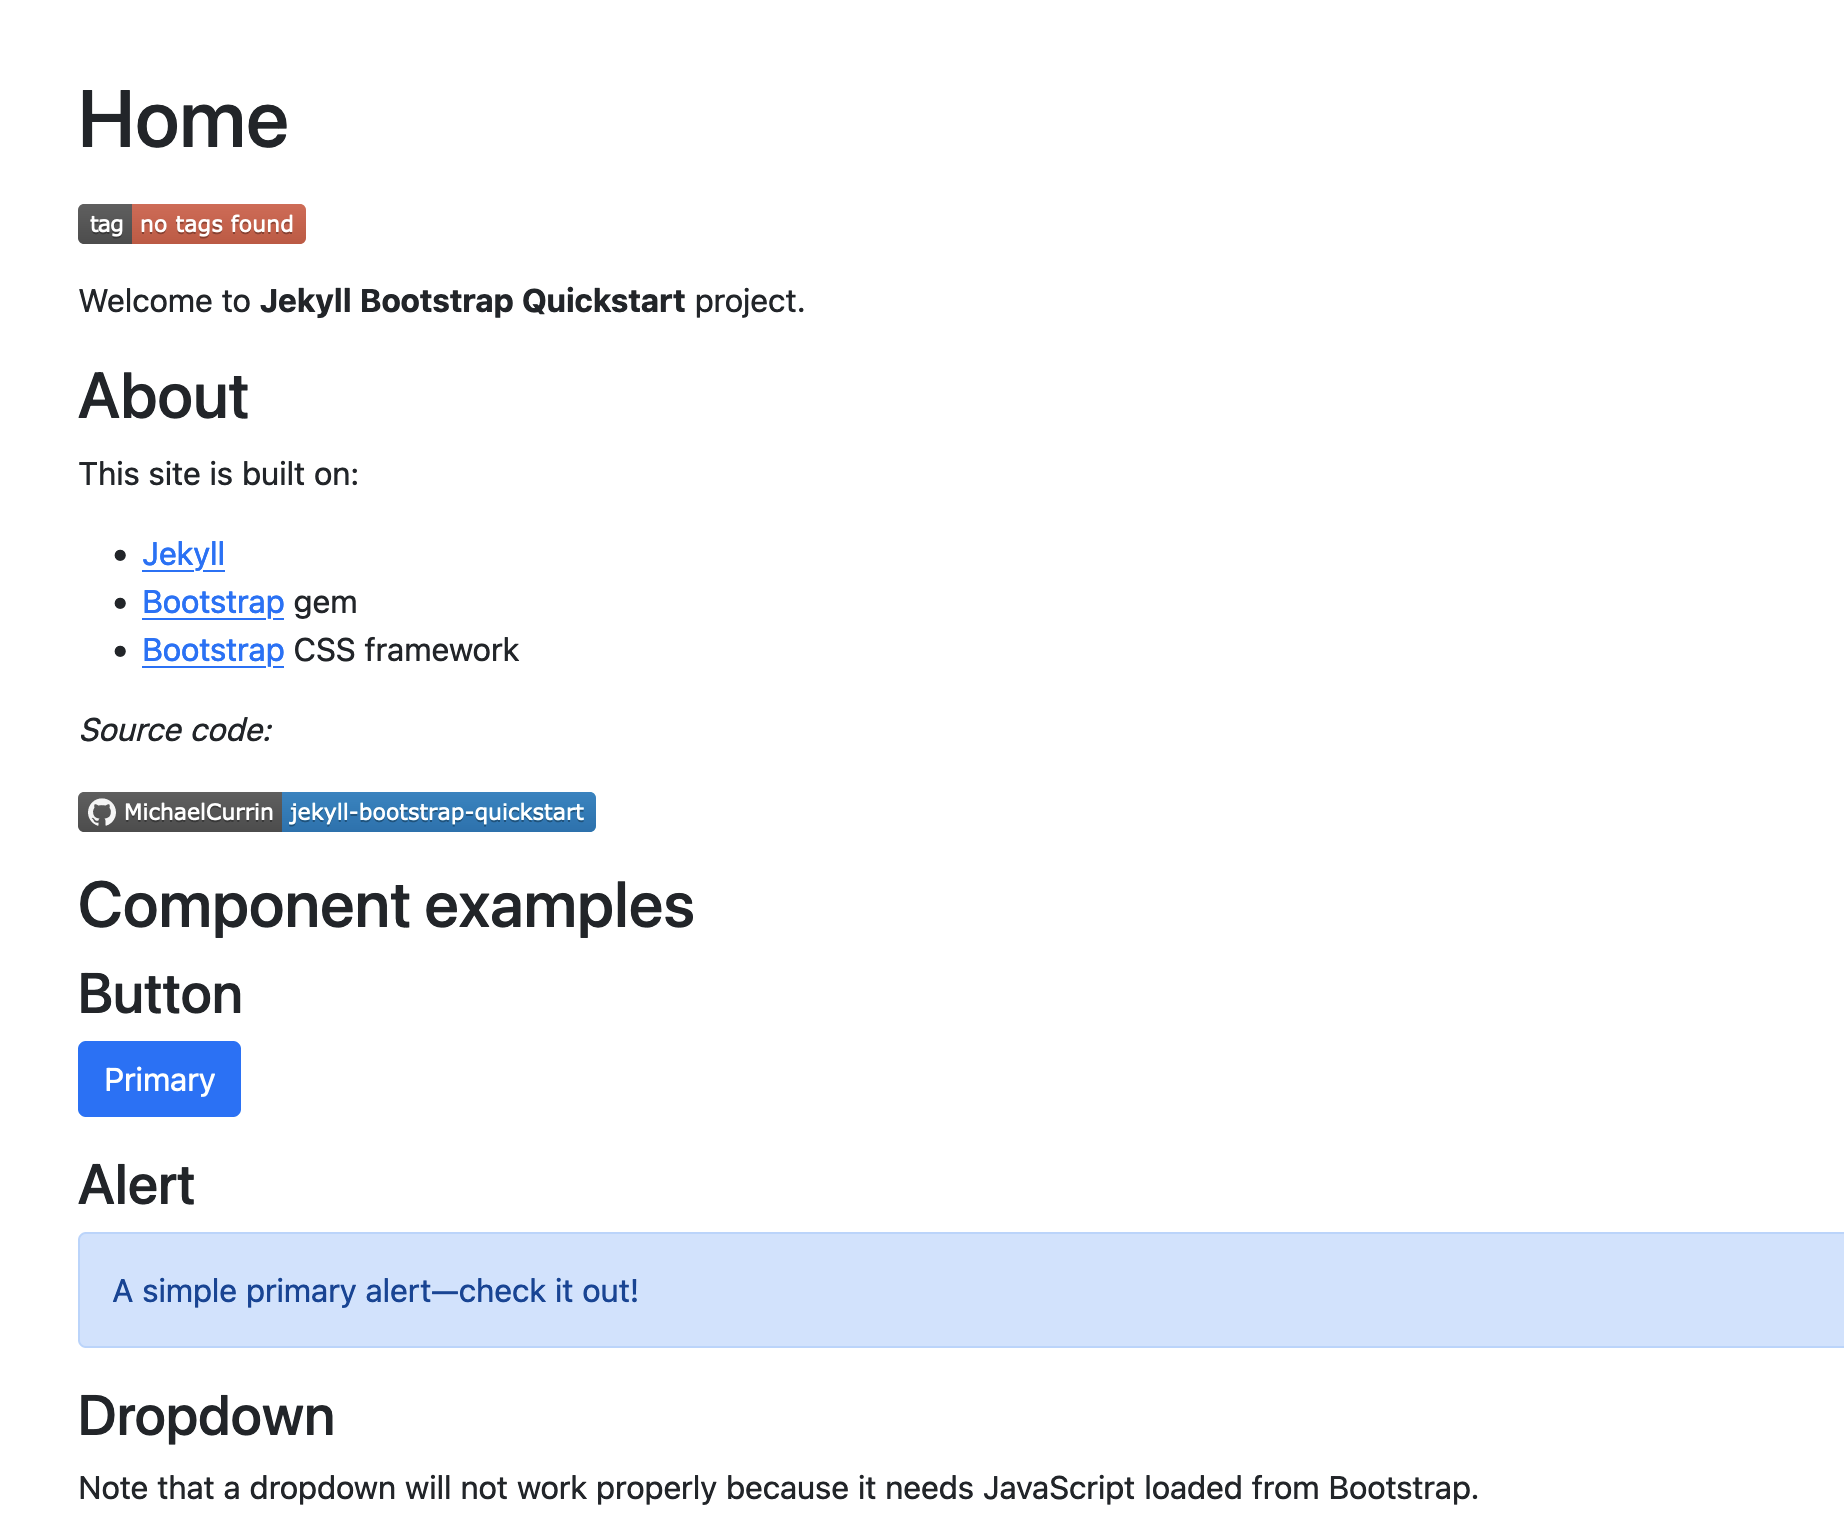 Home
tag no tags found
Welcome to Jekyll Bootstrap Quickstart project.
About
This site is built on:
• Jekyll
• Bootstrap gem
• Bootstrap CSS framework
Source code:
MichaelCurrin jekyll-bootstrap-quickstart
Component examples
Button
Primary
Alert
A simple primary alert—check it out!
Dropdown
Note that a dropdown will not work properly because it needs JavaScript loaded from Bootstrap.